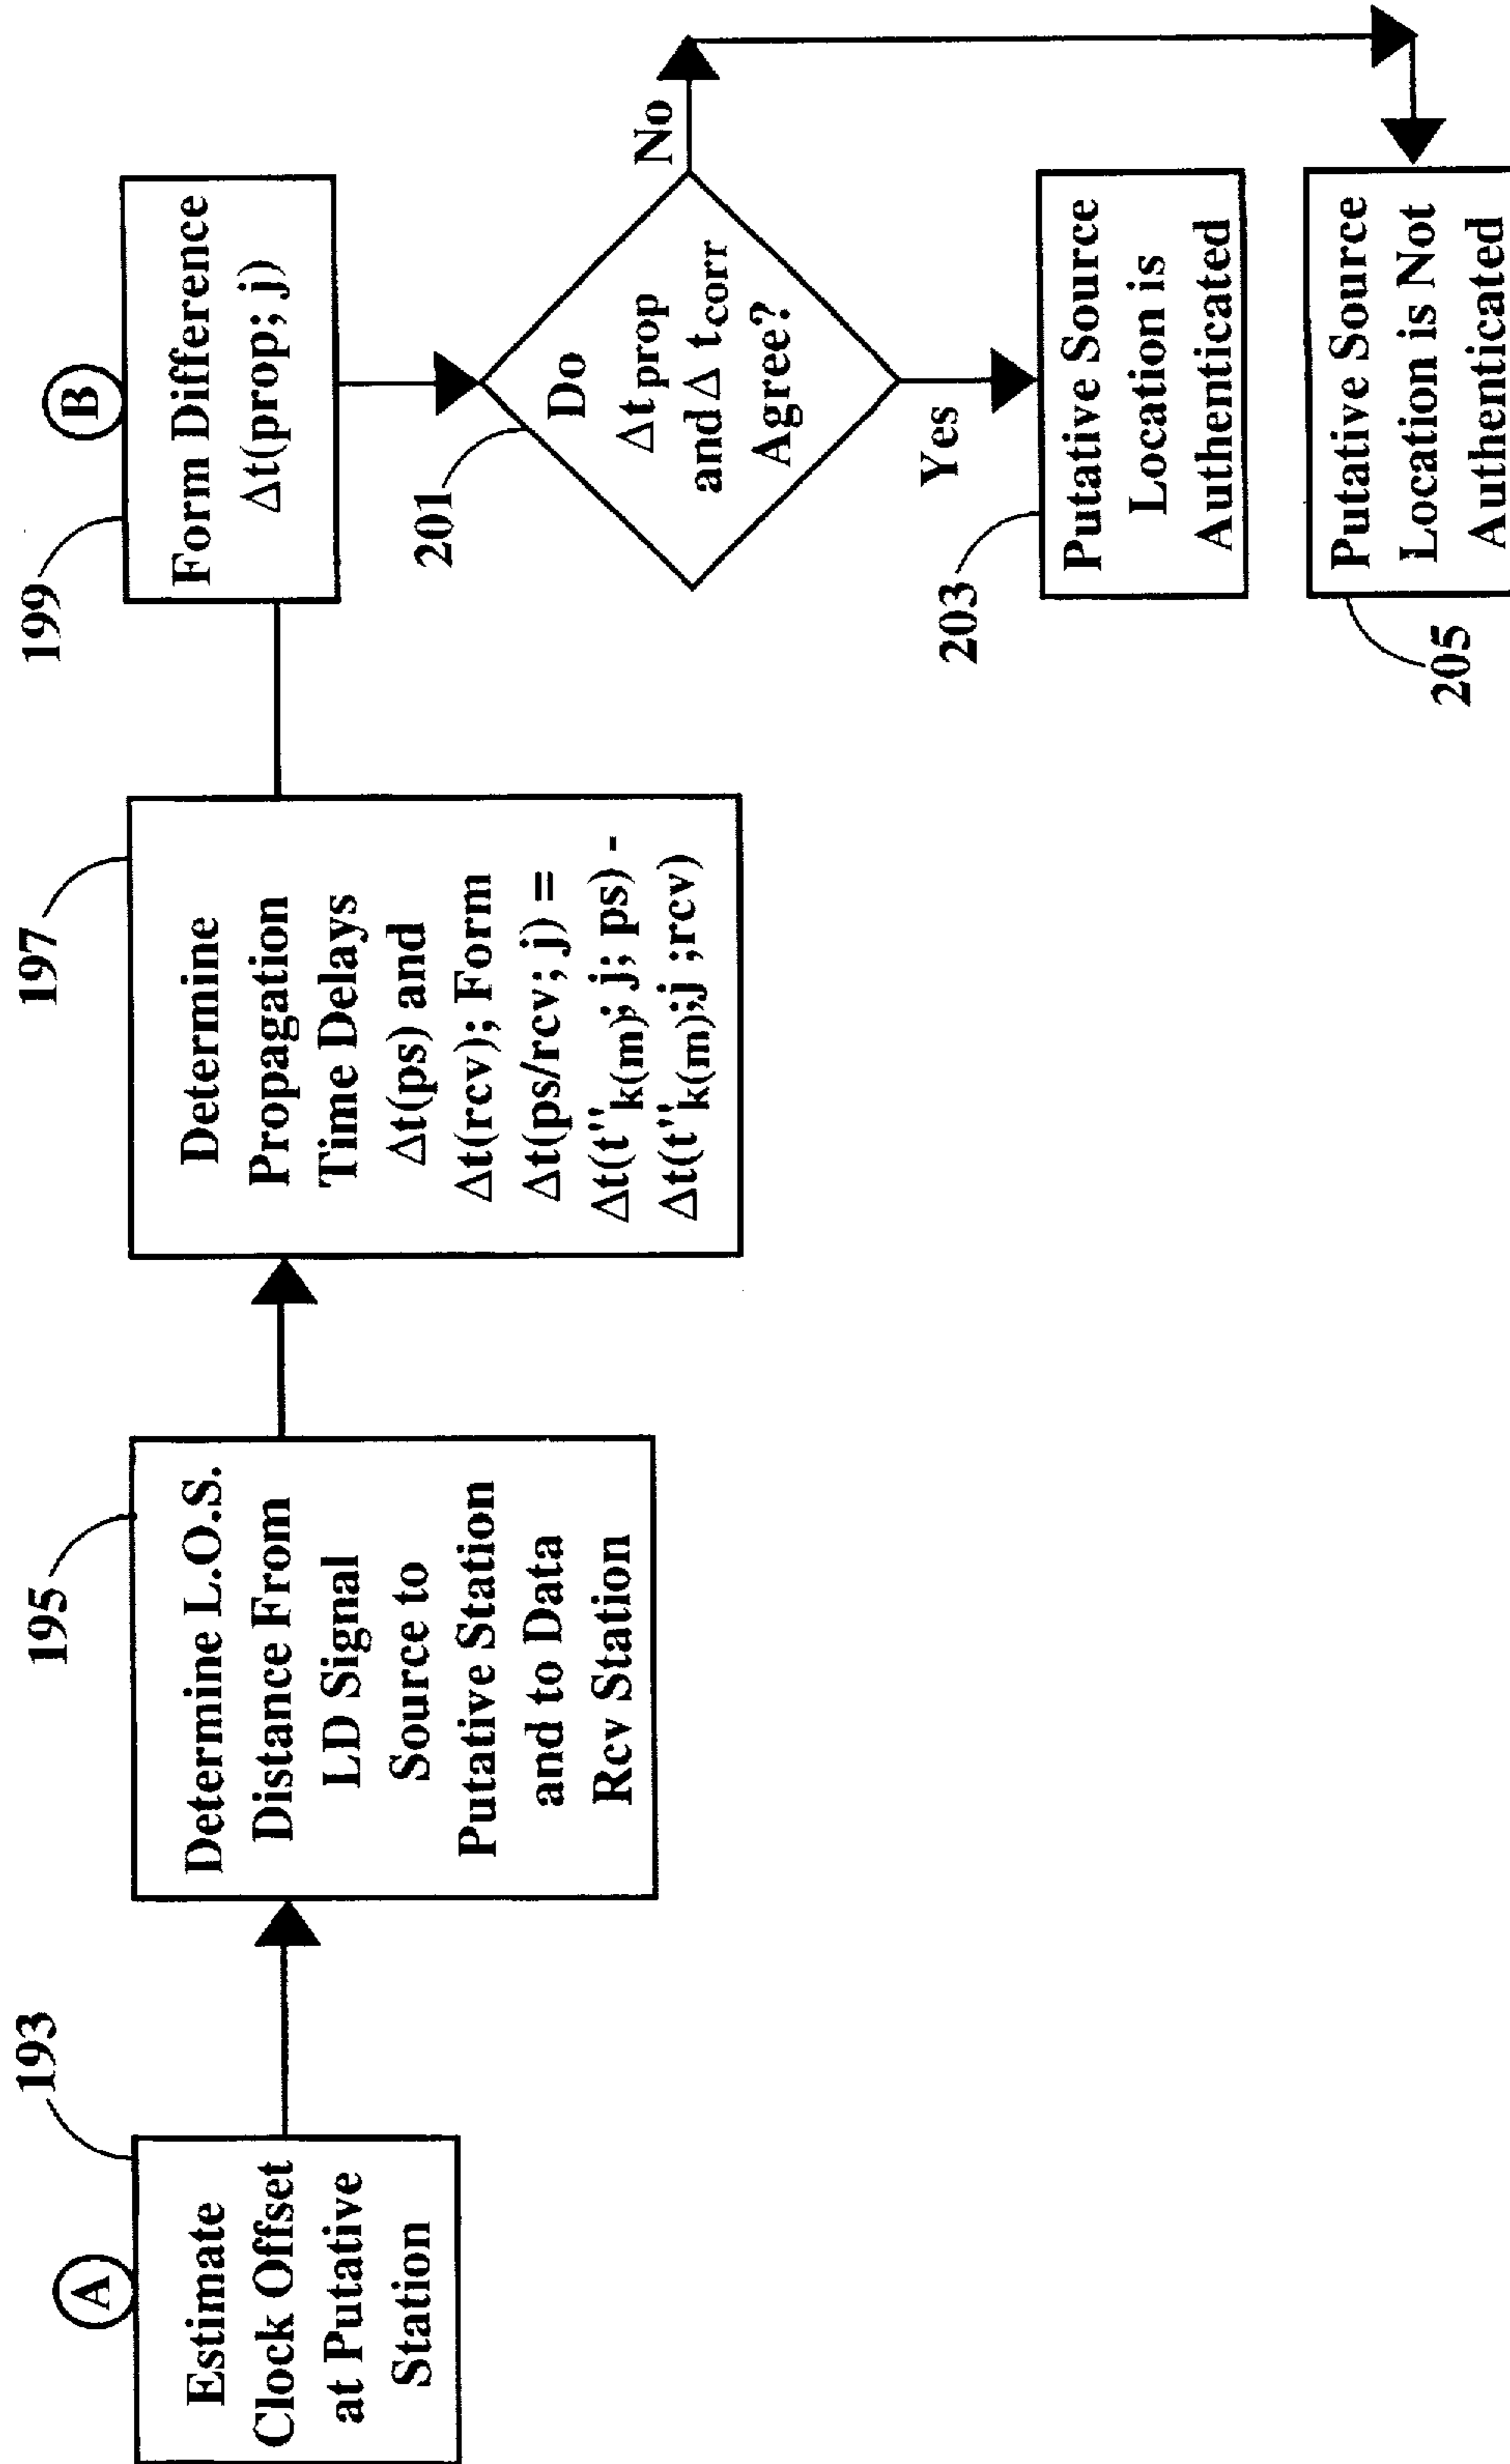 A
193
Estimate
Clock Offset
at Putative
Station
195
Determine L.O.S.
Distance From
LD Signal
Source to
Putative Station
and to Data
Rcv Station
197
Determine
Propagation
Time Delays
Δt(ps) and
Δt(rcv); Form
Δt(ps/rcv; j) =
Δt(t''k(m); j; ps) -
Δt(t''k(m);j ;rcv)
B
199
Form Difference
Δt(prop; j)
201
Do
Δtprop
and Δ tcorr
Agree?
No
Yes
203
Putative Source
Location is
Authenticated
205
Putative Source
Location is Not
Authenticated